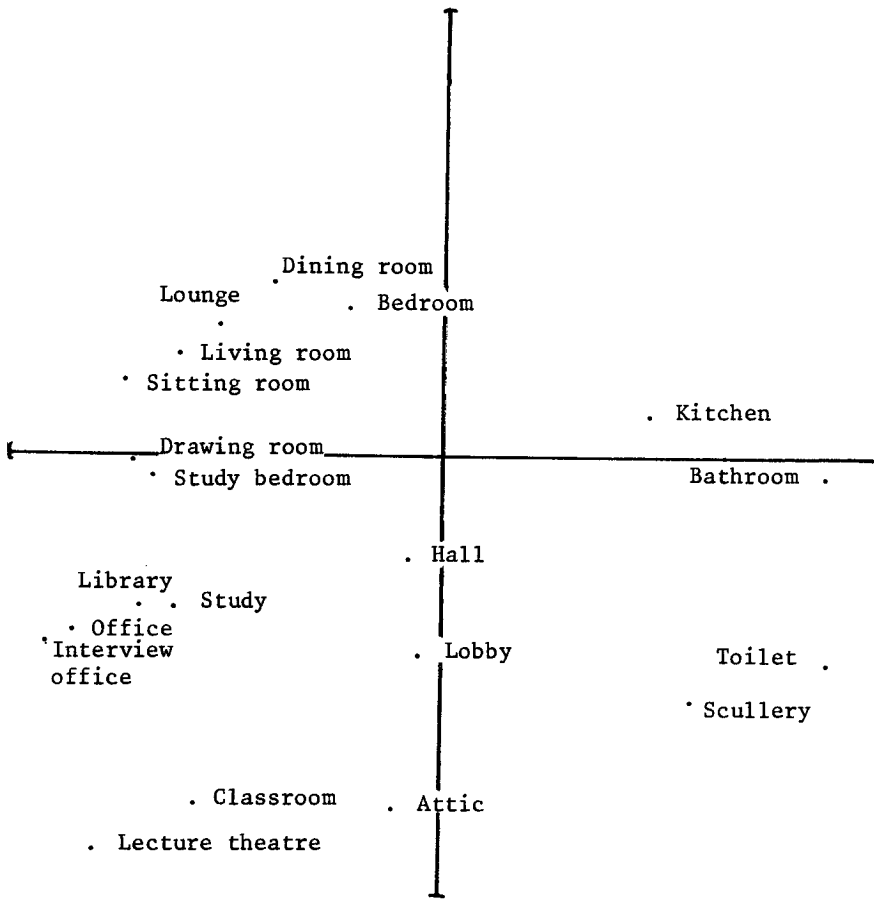 Dining room
Lounge
Bedroom
Living room
Sitting room
Kitchen
Drawing room
Study bedroom
Bathroom
Hall
Library
Study
Office
Interview
office
Lobby
Toilet
Scullery
Classroom
Attic
Lecture theatre